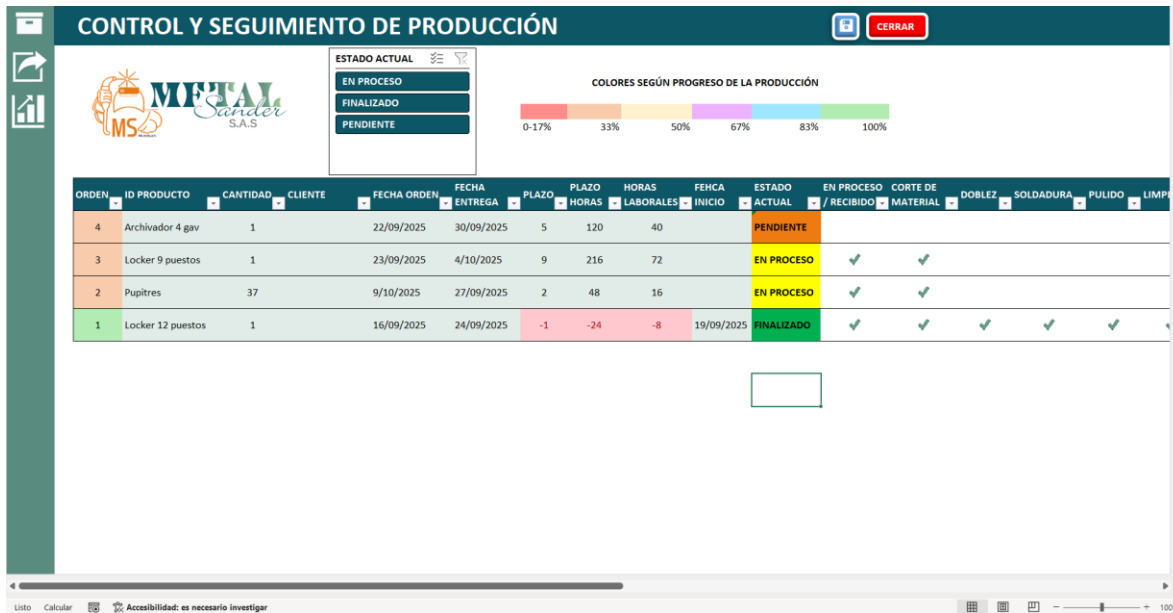 CONTROL Y SEGUIMIENTO DE PRODUCCIÓN
CERRAR
METAL
Sander
S.A.S
MS
ESTADO ACTUAL
EN PROCESO
FINALIZADO
PENDIENTE
COLORES SEGÚN PROGRESO DE LA PRODUCCIÓN
0-17% 33% 50% 67% 83% 100%
ORDEN ID PRODUCTO CANTIDAD CLIENTE FECHA ORDEN FECHA ENTREGA PLAZO PLAZO HORAS HORAS LABORALES FEHCA INICIO ESTADO ACTUAL EN PROCESO / RECIBIDO CORTE DE MATERIAL DOBLEZ SOLDADURA PULIDO LIMPI
4 Archivador 4 gav 1 22/09/2025 30/09/2025 5 120 40 PENDIENTE
3 Locker 9 puestos 1 23/09/2025 4/10/2025 9 216 72 EN PROCESO
2 Pupitres 37 9/10/2025 27/09/2025 2 48 16 EN PROCESO
1 Locker 12 puestos 1 16/09/2025 24/09/2025 -1 -24 -8 19/09/2025 FINALIZADO
Listo Calcular Accesibilidad: es necesario investigar
100